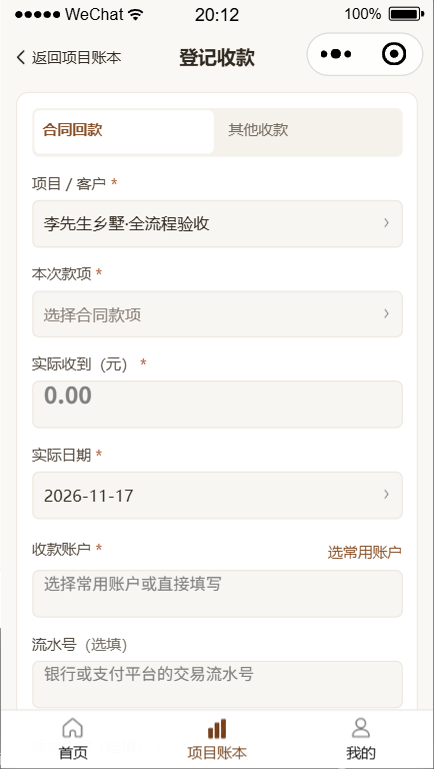 WeChat 20:12 100%
返回项目账本 登记收款
合同回款 其他收款
项目 / 客户 *
李先生乡墅·全流程验收
本次款项 *
选择合同款项
实际收到（元） *
0.00
实际日期 *
2026-11-17
收款账户 * 选常用账户
选择常用账户或直接填写
流水号（选填）
银行或支付平台的交易流水号
首页 项目账本 我的